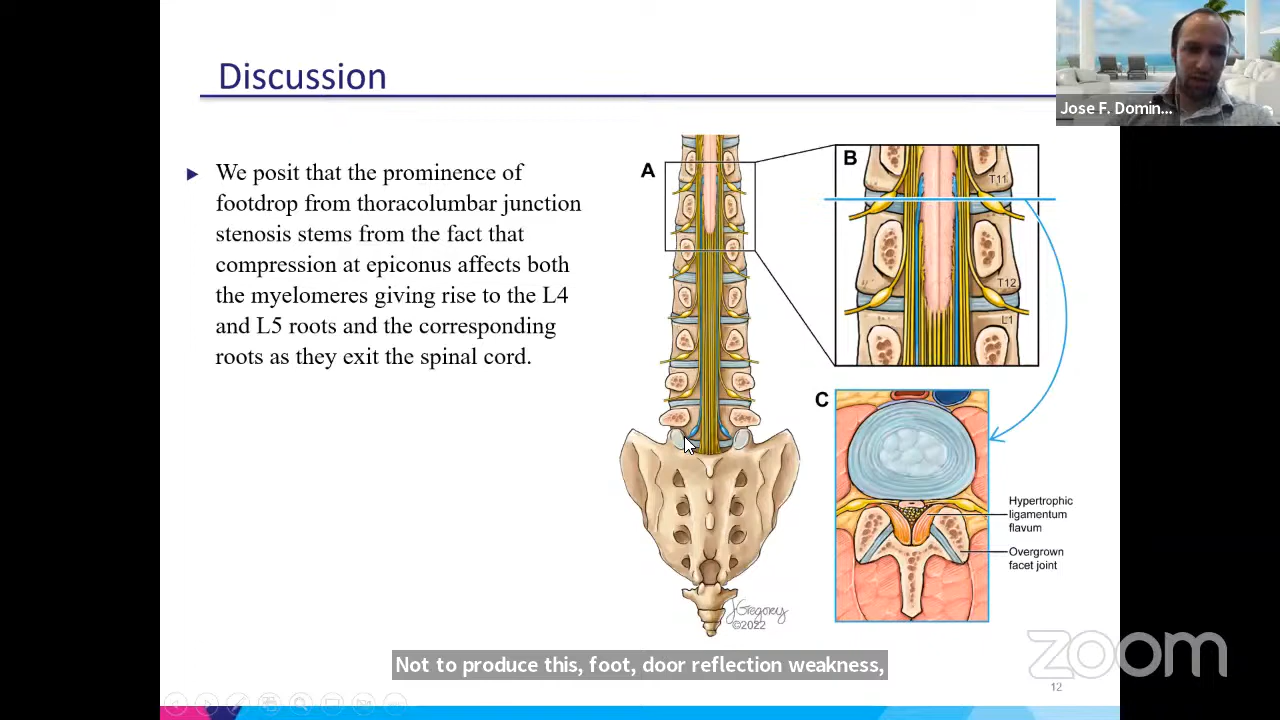 Discussion
Jose F. Domin...
We posit that the prominence of
footdrop from thoracolumbar junction
stenosis stems from the fact that
compression at epiconus affects both
the myelomeres giving rise to the L4
and L5 roots and the corresponding
roots as they exit the spinal cord.
A
B
T11
T12
L1
C
Hypertrophic
ligamentum
flavum
Overgrown
facet joint
JGregory
©2022
zoom
Not to produce this, foot, door reflection weakness,
12